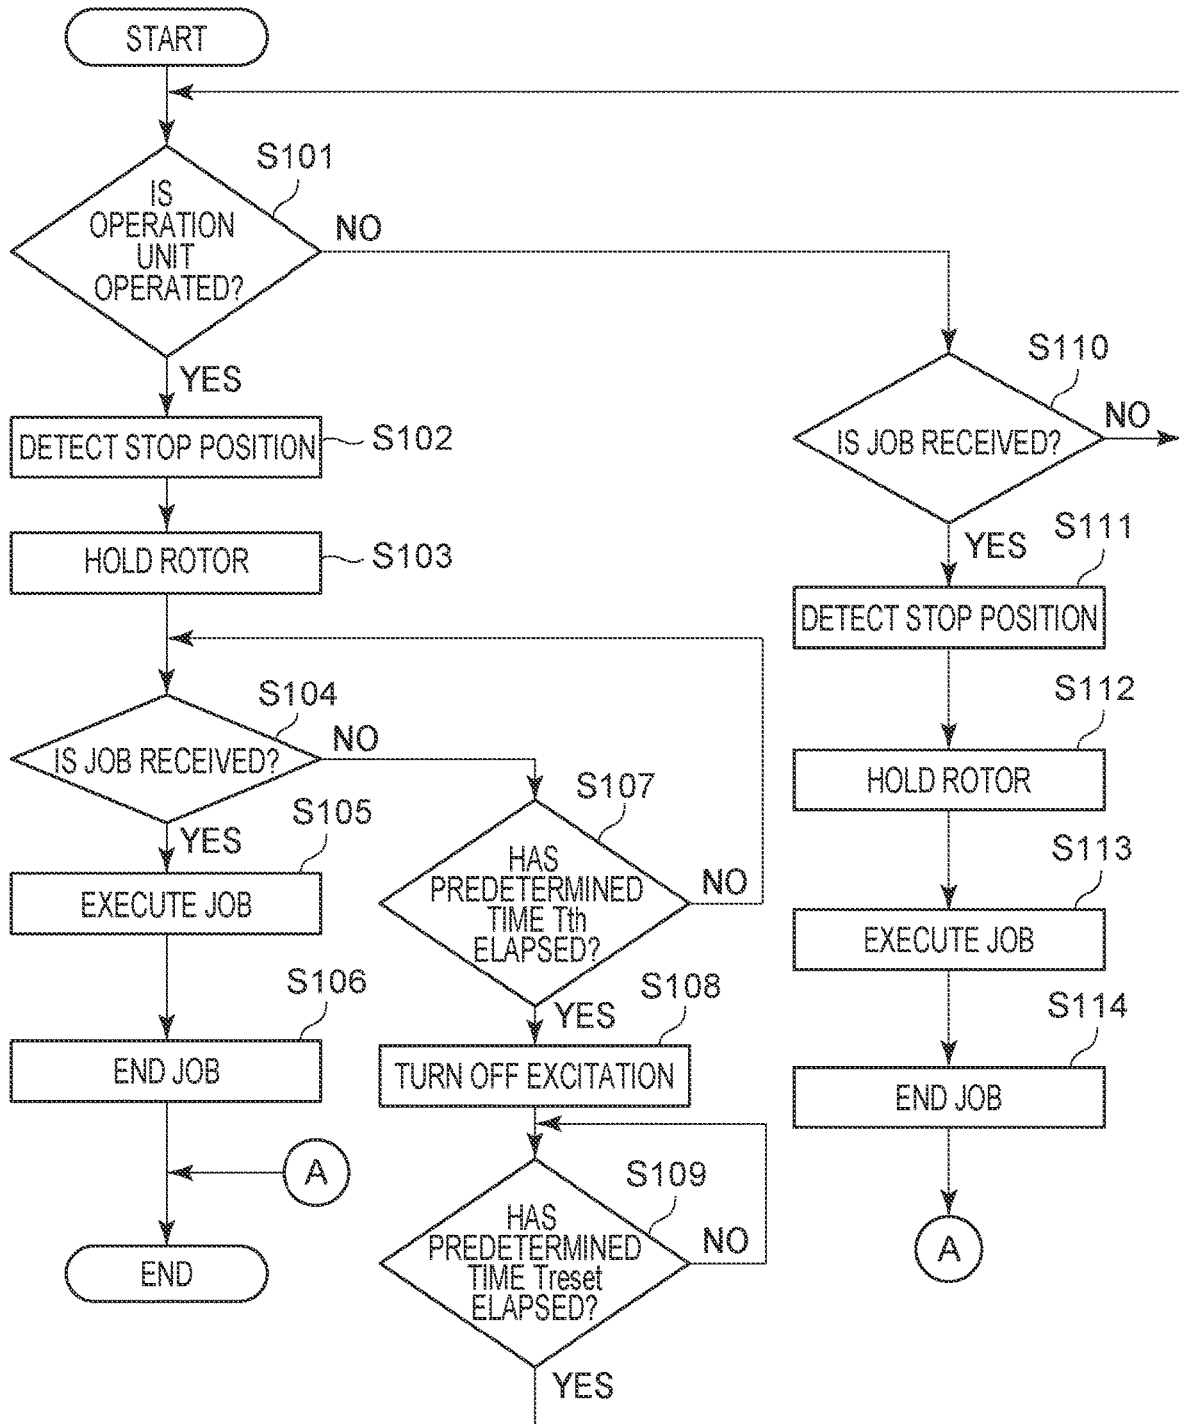 START
S101
IS
OPERATION
UNIT
OPERATED?
NO
YES
DETECT STOP POSITION
S102
HOLD ROTOR
S103
S104
IS JOB RECEIVED?
NO
YES
S105
EXECUTE JOB
S106
END JOB
A
END
S107
HAS
PREDETERMINED
TIME Tth
ELAPSED?
NO
YES
S108
TURN OFF EXCITATION
S109
HAS
PREDETERMINED
TIME Treset
ELAPSED?
NO
YES
S110
IS JOB RECEIVED?
NO
YES
S111
DETECT STOP POSITION
S112
HOLD ROTOR
S113
EXECUTE JOB
S114
END JOB
A